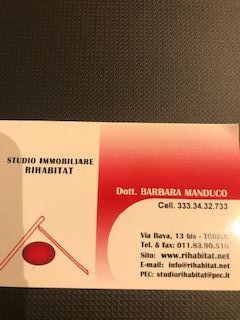 STUDIO IMMOBILIARE
RIHABITAT
Dott. BARBARA MANDUCO
Cell. 333.34.32.733
Via Bava, 13 bis - TORINO
Tel. & fax: 011.83.90.516
Sito: www.rihabitat.net
E-mail: info@rihabitat.net
PEC: studiorihabitat@pec.it